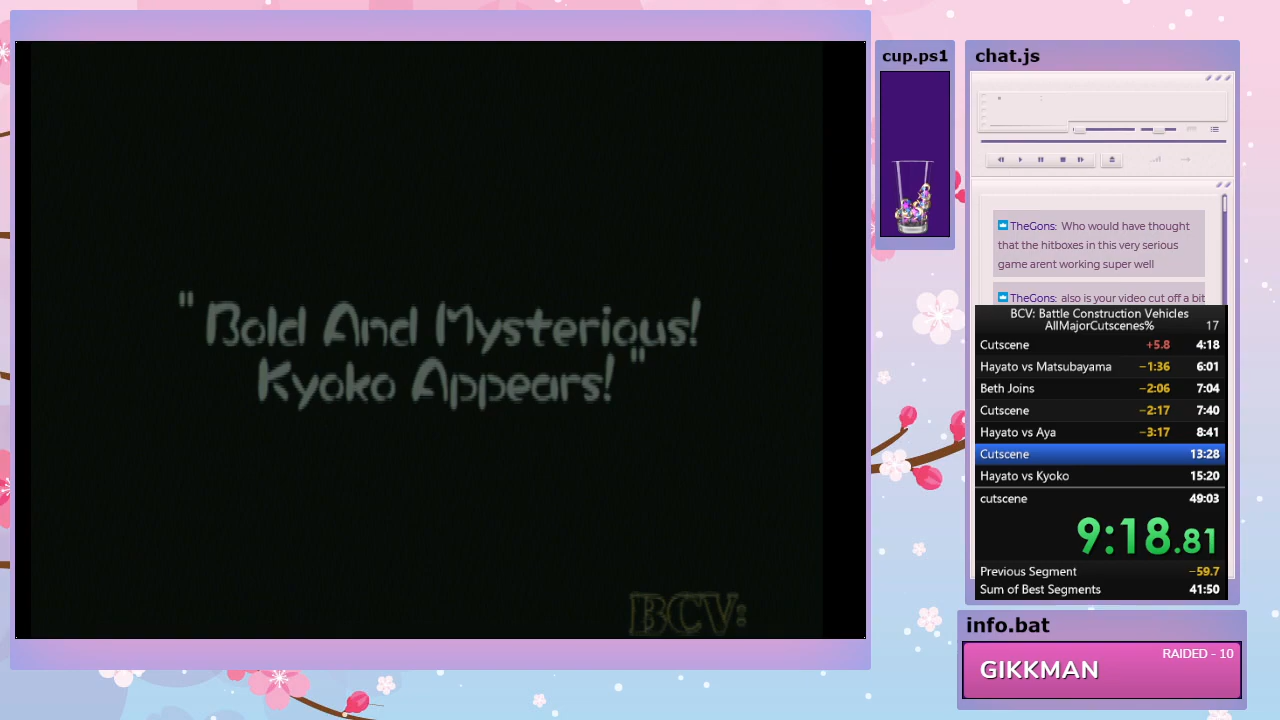 " Bold And Mysterious!
Kyoko Appears! "
BCV:
cup.ps1
chat.js
TheGons: Who would have thought
that the hitboxes in this very serious
game arent working super well
TheGons: also is your video cut off a bit
BCV: Battle Construction Vehicles
AllMajorCutscenes% 17
Cutscene +5.8 4:18
Hayato vs Matsubayama −1:36 6:01
Beth Joins −2:06 7:04
Cutscene −2:17 7:40
Hayato vs Aya −3:17 8:41
Cutscene 13:28
Hayato vs Kyoko 15:20
cutscene 49:03
9:18.81
Previous Segment −59.7
Sum of Best Segments 41:50
info.bat
RAIDED - 10
GIKKMAN